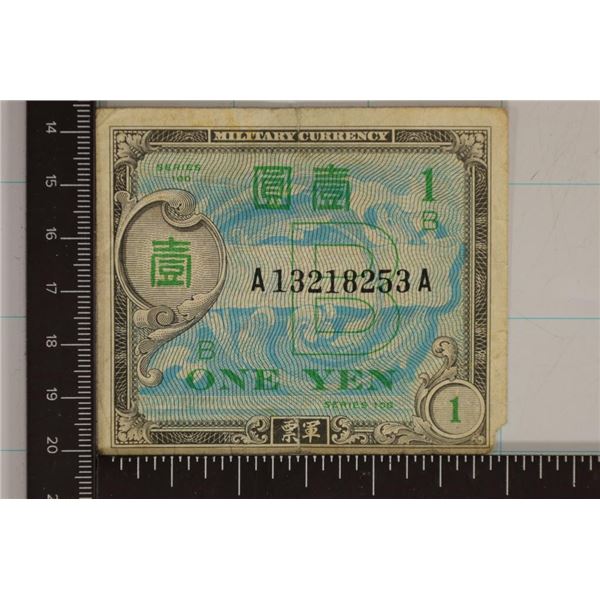 MILITARY CURRENCY
SERIES
100
圓 壹
1
B
壹
B
A 13218253 A
B
ONE YEN
SERIES 100
1
票軍
14
15
16
17
18
19
20